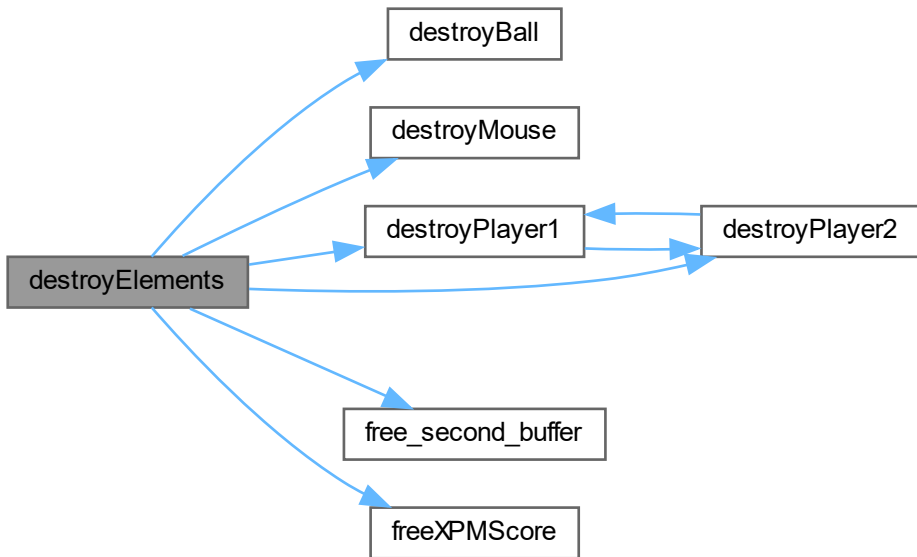 destroyBall
destroyMouse
destroyPlayer1
destroyPlayer2
destroyElements
free_second_buffer
freeXPMScore